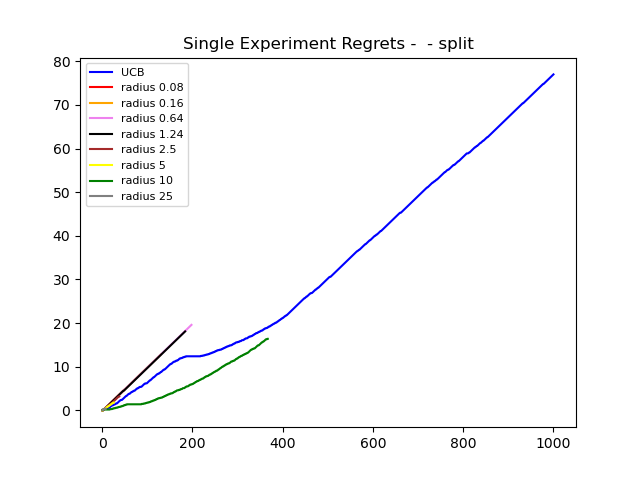 Single Experiment Regrets -  - split
80
70
60
50
40
30
20
10
0
UCB
radius 0.08
radius 0.16
radius 0.64
radius 1.24
radius 2.5
radius 5
radius 10
radius 25
0 200 400 600 800 1000